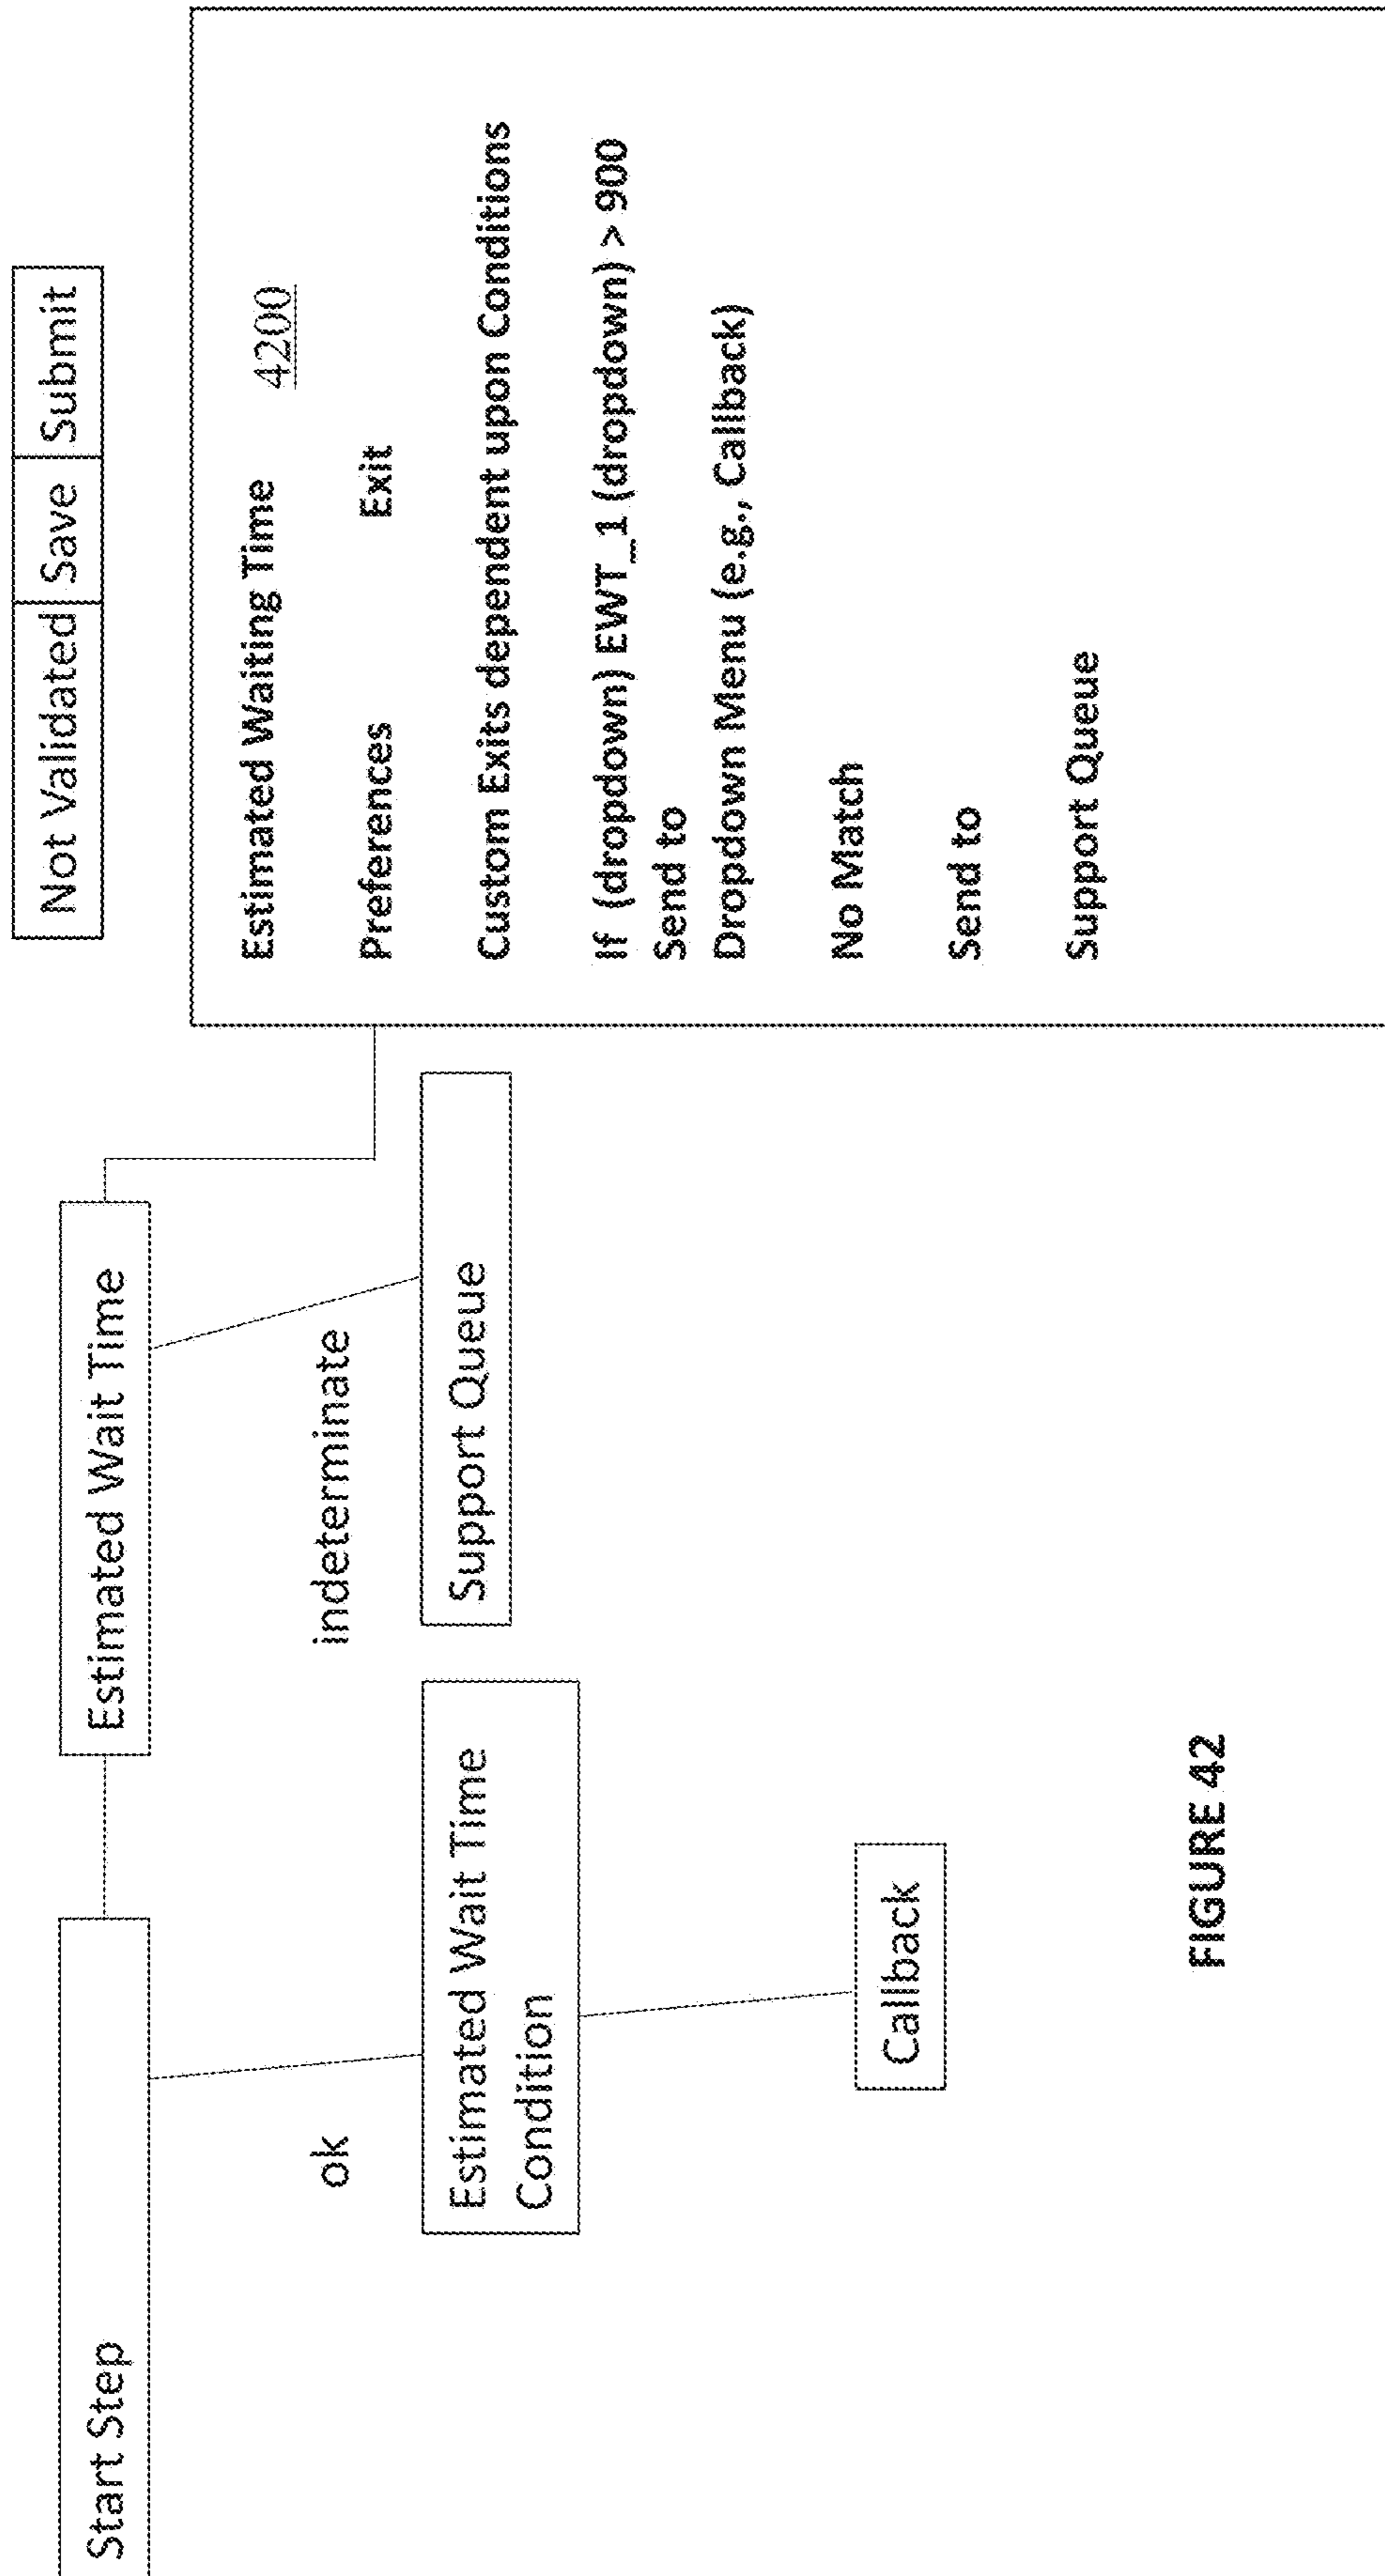 Not Validated
Save
Submit
Start Step
Estimated Wait Time
ok
indeterminate
Estimated Wait Time
Condition
Support Queue
Callback
Estimated Waiting Time
4200
Preferences
Exit
Custom Exits dependent upon Conditions
If (dropdown) EWT_1 (dropdown) > 900
Send to
Dropdown Menu (e.g., Callback)
No Match
Send to
Support Queue
FIGURE 42